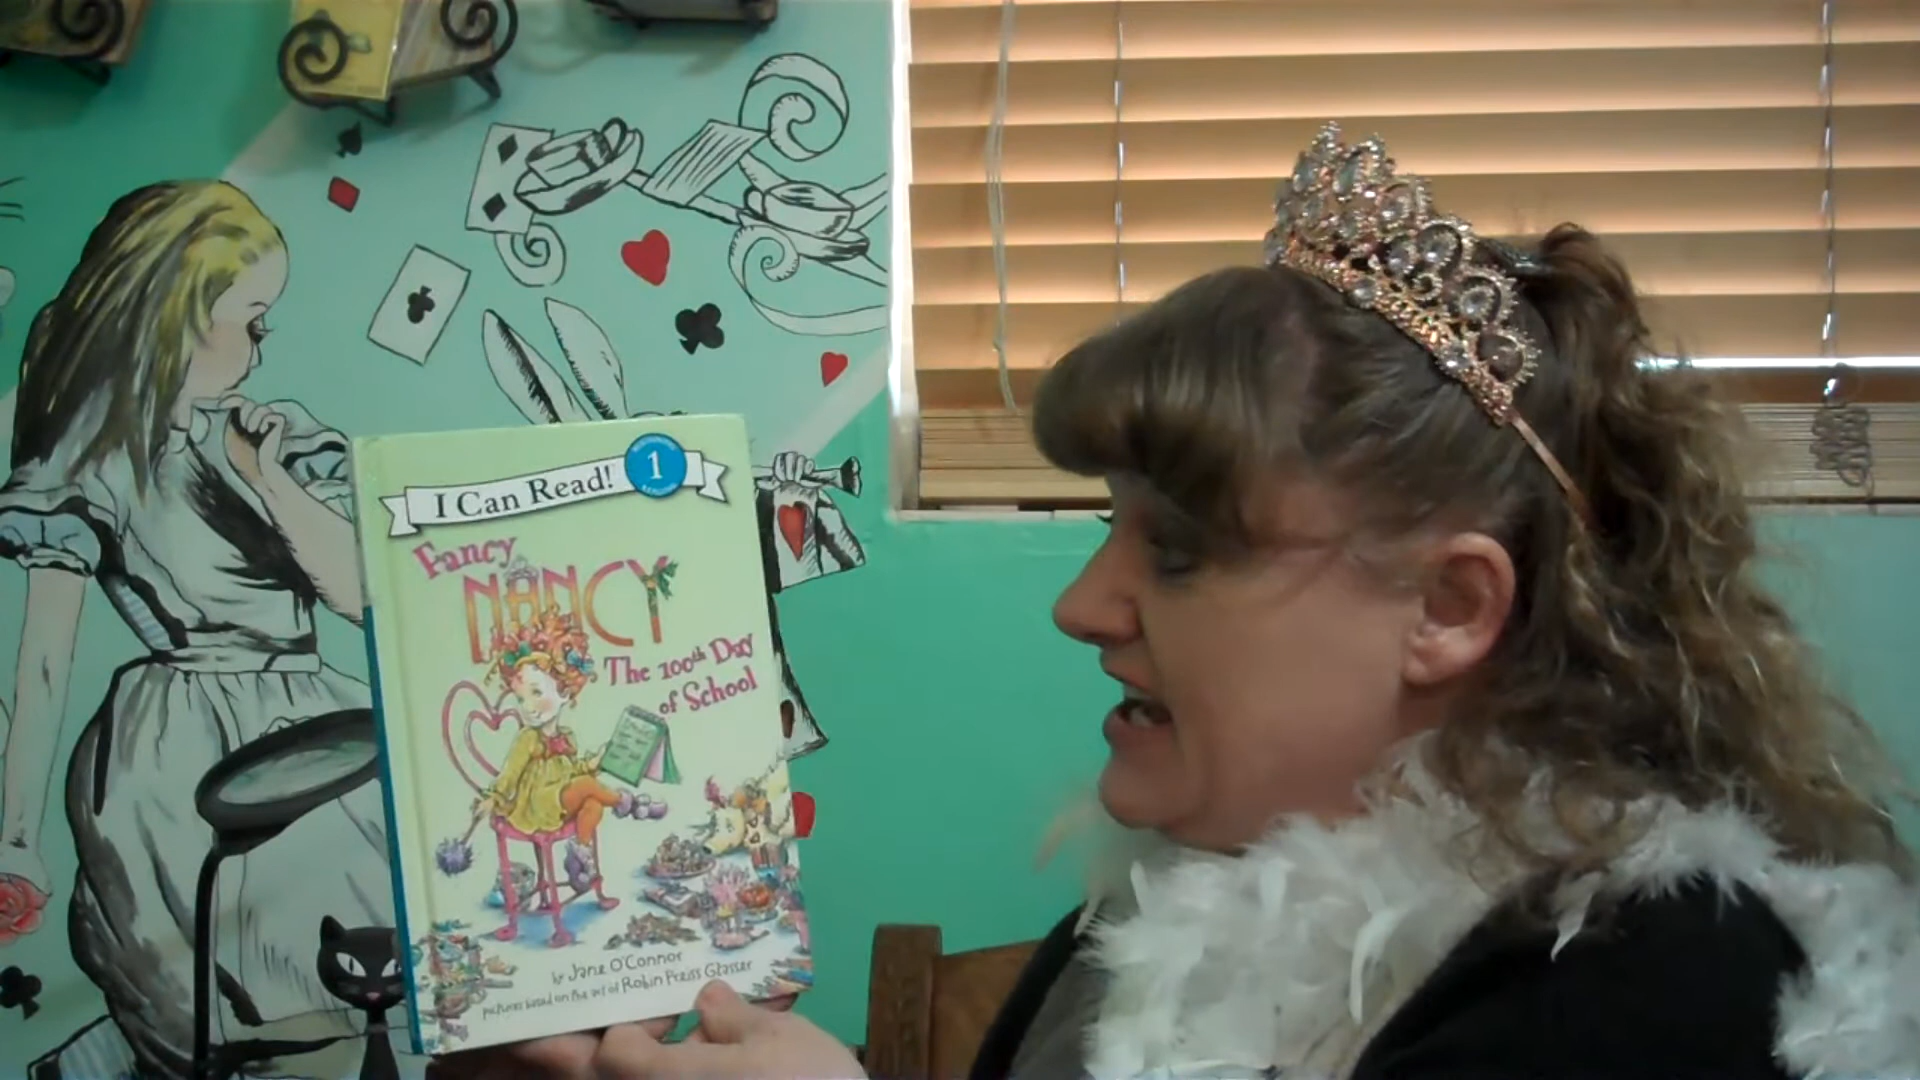 I Can Read! 1
Fancy
NANCY
The 100th Day
of School
by Jane O'Connor
pictures based on the art of Robin Preiss Glasser